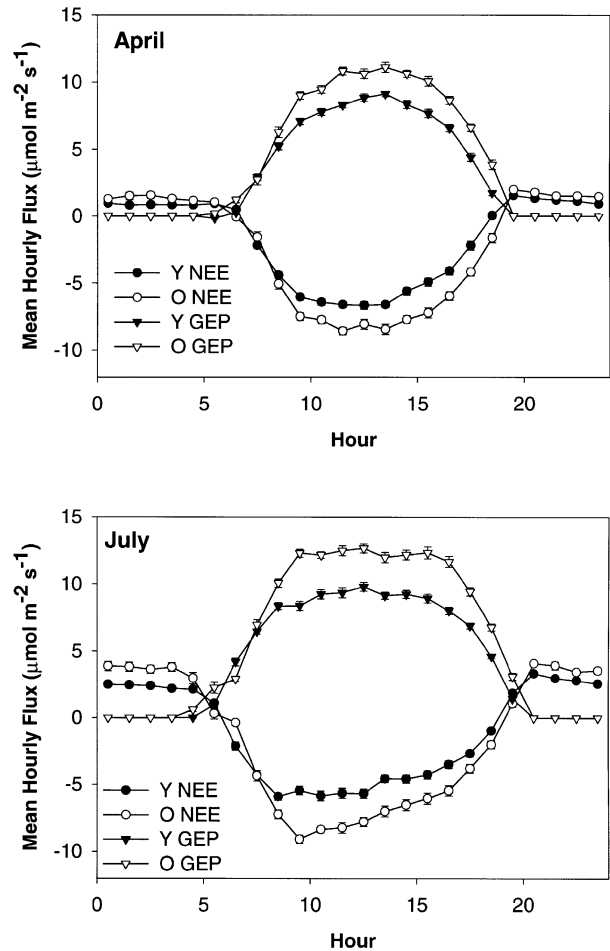 April
15
10
5
0
-5
-10
Mean Hourly Flux (μmol m⁻² s⁻¹)
Y NEE
O NEE
Y GEP
O GEP
0 5 10 15 20
Hour
July
15
10
5
0
-5
-10
Mean Hourly Flux (μmol m⁻² s⁻¹)
Y NEE
O NEE
Y GEP
O GEP
0 5 10 15 20
Hour